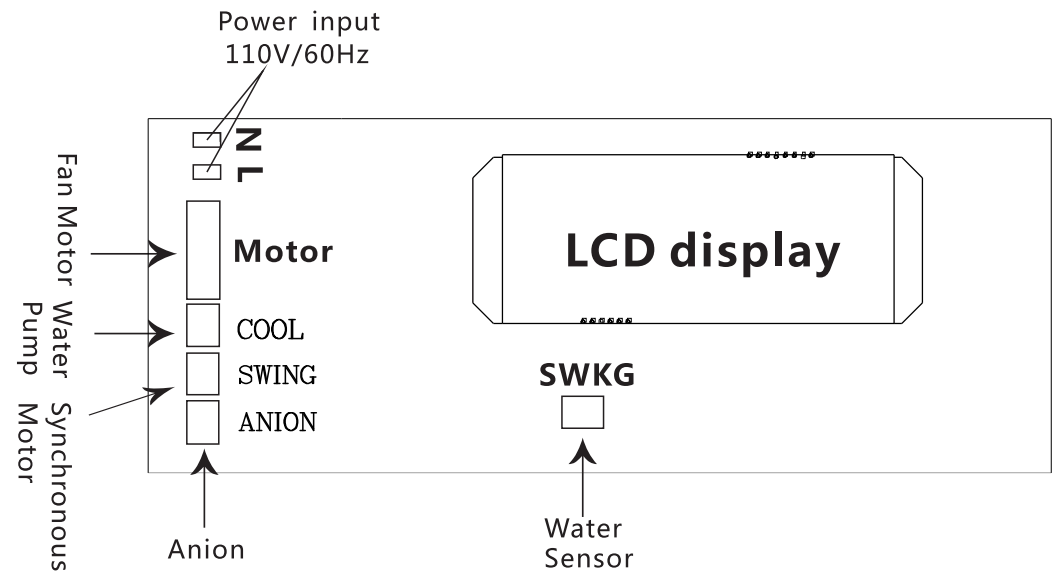 Power input
110V/60Hz
N
L
Fan Motor
Motor
LCD display
Water
Pump
COOL
SWING
SWKG
Synchronous
Motor
ANION
Anion
Water
Sensor